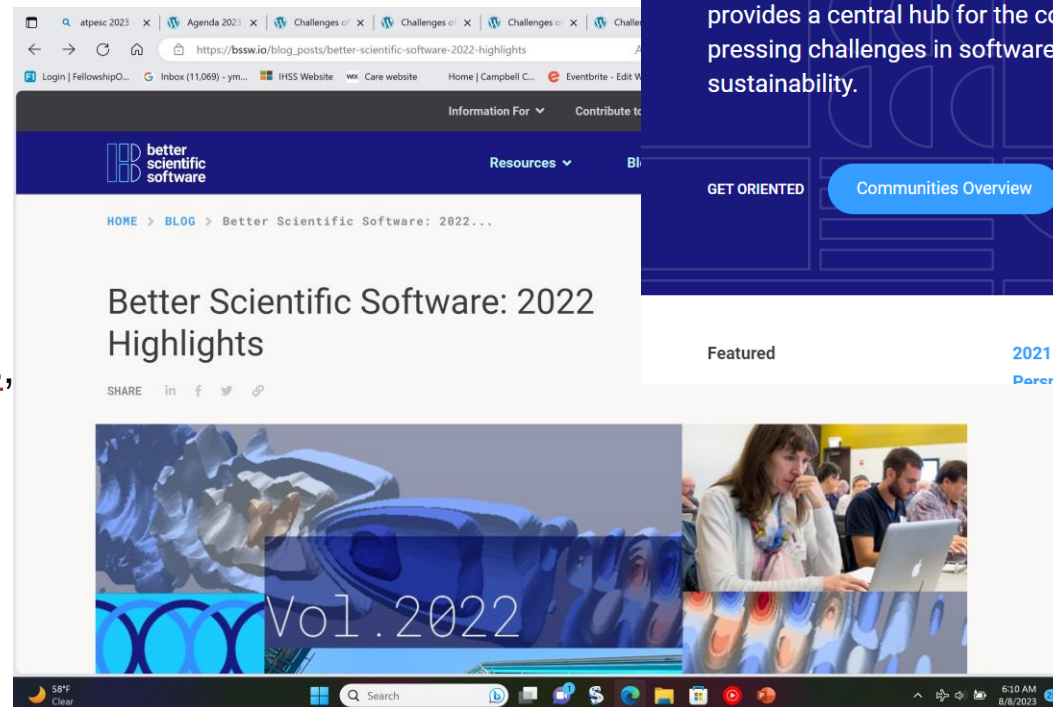 atpesc 2023
Agenda 2023
Challenges of
Challenges of
Challenges of
https://bssw.io/blog_posts/better-scientific-software-2022-highlights
Login | FellowshipO...
Inbox (11,069) - ym...
IHSS Website
Care website
Home | Campbell C...
Eventbrite - Edit
Information For
Contribute to
better
scientific
software
Resources
HOME > BLOG > Better Scientific Software: 2022...
Better Scientific Software: 2022
Highlights
SHARE
Vol.2022
provides a central hub for the
pressing challenges in software
sustainability.
GET ORIENTED
Communities Overview
Featured
2021
58°F
Clear
Search
6:10 AM
8/8/2023